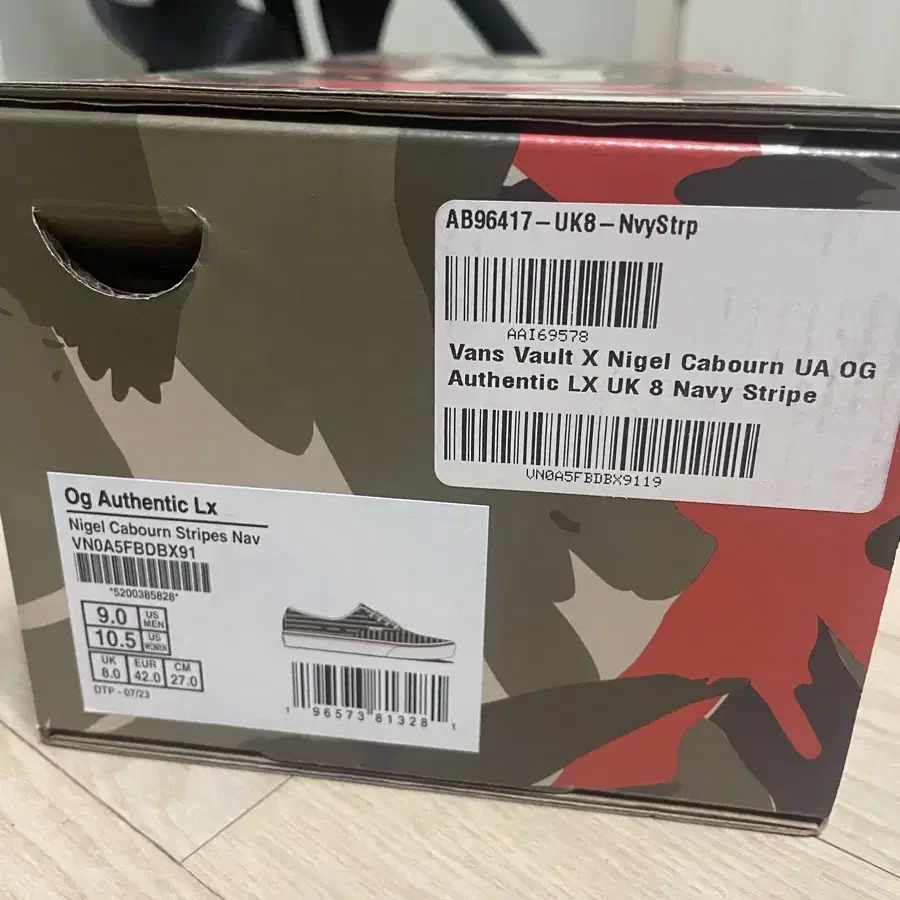 AB96417-UK8-NvyStrp
AAI69578
Vans Vault X Nigel Cabourn UA OG
Authentic LX UK 8 Navy Stripe
VN0A5FBDBX9119
Og Authentic Lx
Nigel Cabourn Stripes Nav
VN0A5FBDBX91
*5200385828*
9.0 US MEN
10.5 US WOMEN
UK EUR CM
8.0 42.0 27.0
DTP - 07/23
1 96573 81328 1